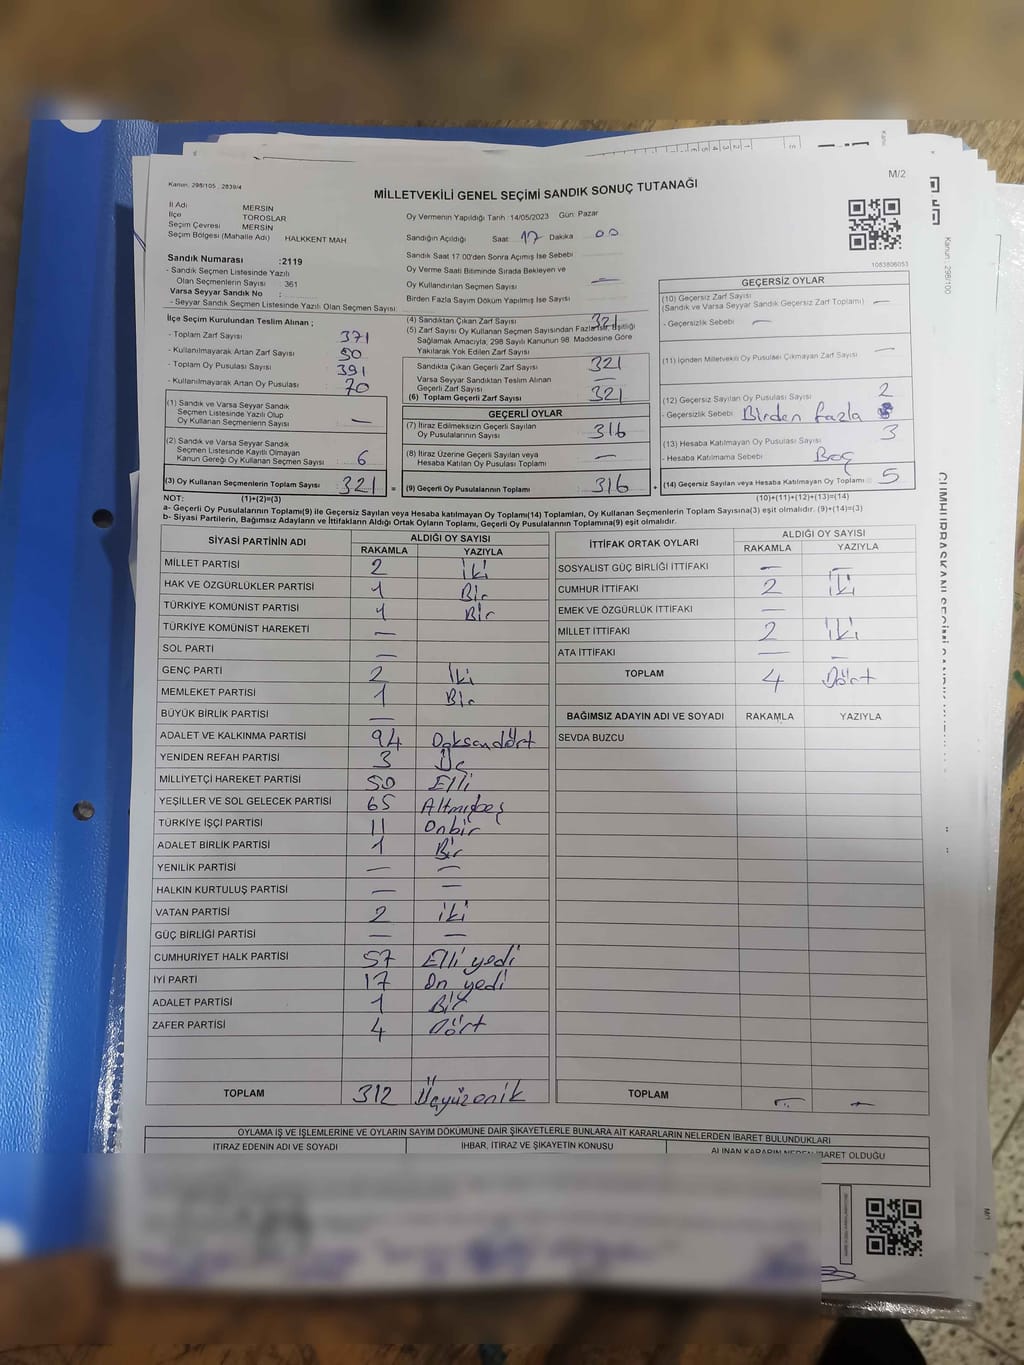 Kanun: 298/105, 2839/4
M/2
MİLLETVEKİLİ GENEL SEÇİMİ SANDIK SONUÇ TUTANAĞI
İl Adı MERSİN
İlçe TOROSLAR
Seçim Çevresi MERSİN
Seçim Bölgesi (Mahalle Adı) HALKKENT MAH
Sandık Numarası :2119
- Sandık Seçmen Listesinde Yazılı
Olan Seçmenlerin Sayısı : 361
Varsa Seyyar Sandık No :
- Seyyar Sandık Seçmen Listesinde Yazılı Olan Seçmen Sayısı
Oy Vermenin Yapıldığı Tarih :14/05/2023 Gün: Pazar
Sandığın Açıldığı Saat 17 Dakika 00
Sandık Saat 17.00'den Sonra Açılmış İse Sebebi
Oy Verme Saati Bitiminde Sırada Bekleyen ve
Oy Kullandırılan Seçmen Sayısı —
Birden Fazla Sayım Döküm Yapılmış İse Sayısı
1083806053
İlçe Seçim Kurulundan Teslim Alınan ;
- Toplam Zarf Sayısı 371
- Kullanılmayarak Artan Zarf Sayısı 50
- Toplam Oy Pusulası Sayısı 391
- Kullanılmayarak Artan Oy Pusulası 70
(1) Sandık ve Varsa Seyyar Sandık
Seçmen Listesinde Yazılı Olup
Oy Kullanan Seçmenlerin Sayısı —
(2) Sandık ve Varsa Seyyar Sandık
Seçmen Listesinde Kayıtlı Olmayan
Kanun Gereği Oy Kullanan Seçmen Sayısı 6
(3) Oy Kullanan Seçmenlerin Toplam Sayısı 321 =
(4) Sandıktan Çıkan Zarf Sayısı 321
(5) Zarf Sayısı Oy Kullanan Seçmen Sayısından Fazla İse, Eşitliği
Sağlamak Amacıyla, 298 Sayılı Kanunun 98. Maddesine Göre
Yakılarak Yok Edilen Zarf Sayısı
Sandıkta Çıkan Geçerli Zarf Sayısı 321
Varsa Seyyar Sandıktan Teslim Alınan
Geçerli Zarf Sayısı —
(6) Toplam Geçerli Zarf Sayısı 321
GEÇERLİ OYLAR
(7) İtiraz Edilmeksizin Geçerli Sayılan
Oy Pusulalarının Sayısı 316
(8) İtiraz Üzerine Geçerli Sayılan veya
Hesaba Katılan Oy Pusulası Toplamı —
(9) Geçerli Oy Pusulalarının Toplamı 316 +
GEÇERSİZ OYLAR
(10) Geçersiz Zarf Sayısı
(Sandık ve Varsa Seyyar Sandık Geçersiz Zarf Toplamı) —
- Geçersizlik Sebebi —
(11) İçinden Milletvekili Oy Pusulası Çıkmayan Zarf Sayısı —
(12) Geçersiz Sayılan Oy Pusulası Sayısı 2
- Geçersizlik Sebebi Birden fazla
(13) Hesaba Katılmayan Oy Pusulası Sayısı 3
- Hesaba Katılmama Sebebi Boş
(14) Geçersiz Sayılan veya Hesaba Katılmayan Oy Toplamı : 5
NOT: (1)+(2)=(3) (10)+(11)+(12)+(13)=(14)
a- Geçerli Oy Pusulalarının Toplamı(9) ile Geçersiz Sayılan veya Hesaba katılmayan Oy Toplamı(14) Toplamları, Oy Kullanan Seçmenlerin Toplam Sayısına(3) eşit olmalıdır. (9)+(14)=(3)
b- Siyasi Partilerin, Bağımsız Adayların ve İttifakların Aldığı Ortak Oyların Toplamı, Geçerli Oy Pusulalarının Toplamına(9) eşit olmalıdır.
SİYASİ PARTİNİN ADI ALDIĞI OY SAYISI
RAKAMLA YAZIYLA
MİLLET PARTİSİ 2 iki
HAK VE ÖZGÜRLÜKLER PARTİSİ 1 Bir
TÜRKİYE KOMÜNİST PARTİSİ 1 Bir
TÜRKİYE KOMÜNİST HAREKETİ —
SOL PARTİ —
GENÇ PARTİ 2 İki
MEMLEKET PARTİSİ 1 Bir
BÜYÜK BİRLİK PARTİSİ —
ADALET VE KALKINMA PARTİSİ 94 Doksandört
YENİDEN REFAH PARTİSİ 3 Üç
MİLLİYETÇİ HAREKET PARTİSİ 50 Elli
YEŞİLLER VE SOL GELECEK PARTİSİ 65 Altmışbeş
TÜRKİYE İŞÇİ PARTİSİ 11 Onbir
ADALET BİRLİK PARTİSİ 1 Bir
YENİLİK PARTİSİ — —
HALKIN KURTULUŞ PARTİSİ — —
VATAN PARTİSİ 2 iki
GÜÇ BİRLİĞİ PARTİSİ — —
CUMHURİYET HALK PARTİSİ 57 Elli yedi
İYİ PARTİ 17 On yedi
ADALET PARTİSİ 1 Bir
ZAFER PARTİSİ 4 Dört
TOPLAM 312 Üçyüzonik
İTTİFAK ORTAK OYLARI ALDIĞI OY SAYISI
RAKAMLA YAZIYLA
SOSYALİST GÜÇ BİRLİĞİ İTTİFAKI — —
CUMHUR İTTİFAKI 2 iki
EMEK VE ÖZGÜRLÜK İTTİFAKI —
MİLLET İTTİFAKI 2 iki
ATA İTTİFAKI — —
TOPLAM 4 Dört
BAĞIMSIZ ADAYIN ADI VE SOYADI RAKAMLA YAZIYLA
SEVDA BUZCU
TOPLAM — —
OYLAMA İŞ VE İŞLEMLERİNE VE OYLARIN SAYIM DÖKÜMÜNE DAİR ŞİKAYETLERLE BUNLARA AİT KARARLARIN NELERDEN İBARET BULUNDUKLARI
İTİRAZ EDENİN ADI VE SOYADI İHBAR, İTİRAZ VE ŞİKAYETİN KONUSU ALINAN KARARIN NEDEN İBARET OLDUĞU
Kanun : 298/100
M/1